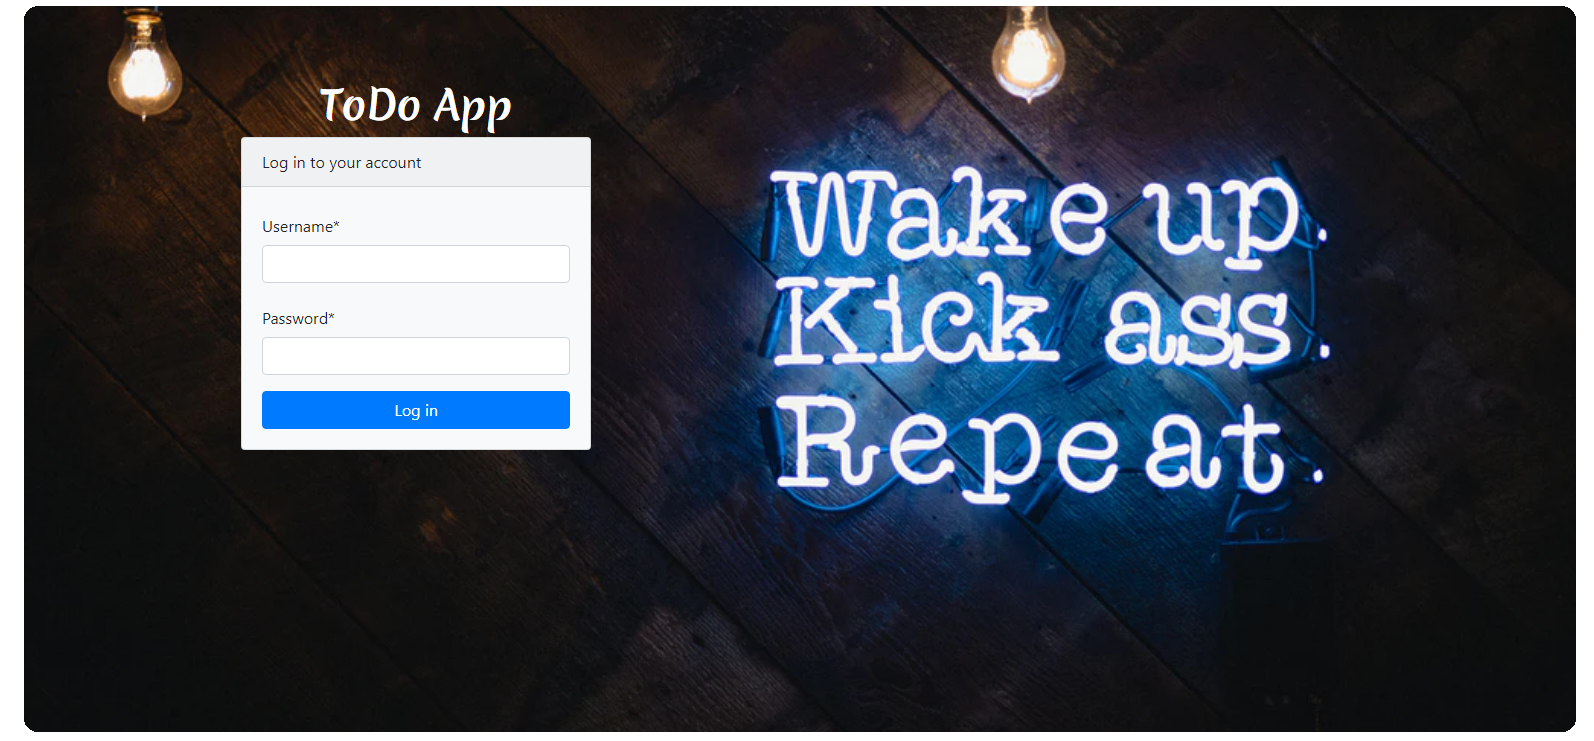 ToDo App
Log in to your account
Username*
Password*
Log in
Wake up.
Kick ass.
Repeat.